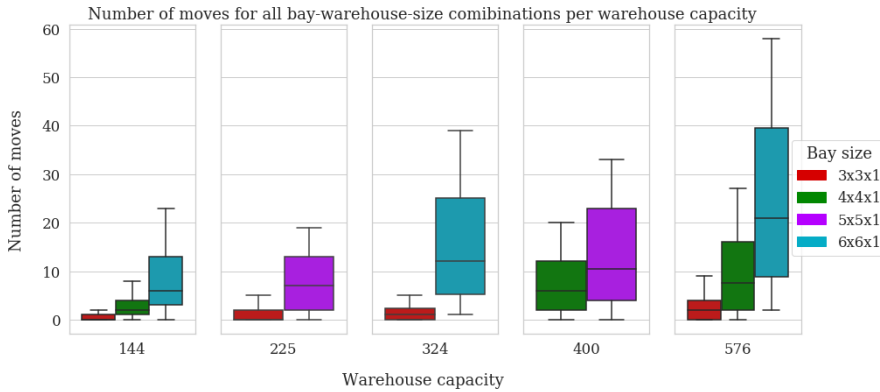 Number of moves for all bay-warehouse-size comibinations per warehouse capacity
60
50
40
30
20
10
0
Number of moves
144
225
324
400
576
Warehouse capacity
Bay size
3x3x1
4x4x1
5x5x1
6x6x1